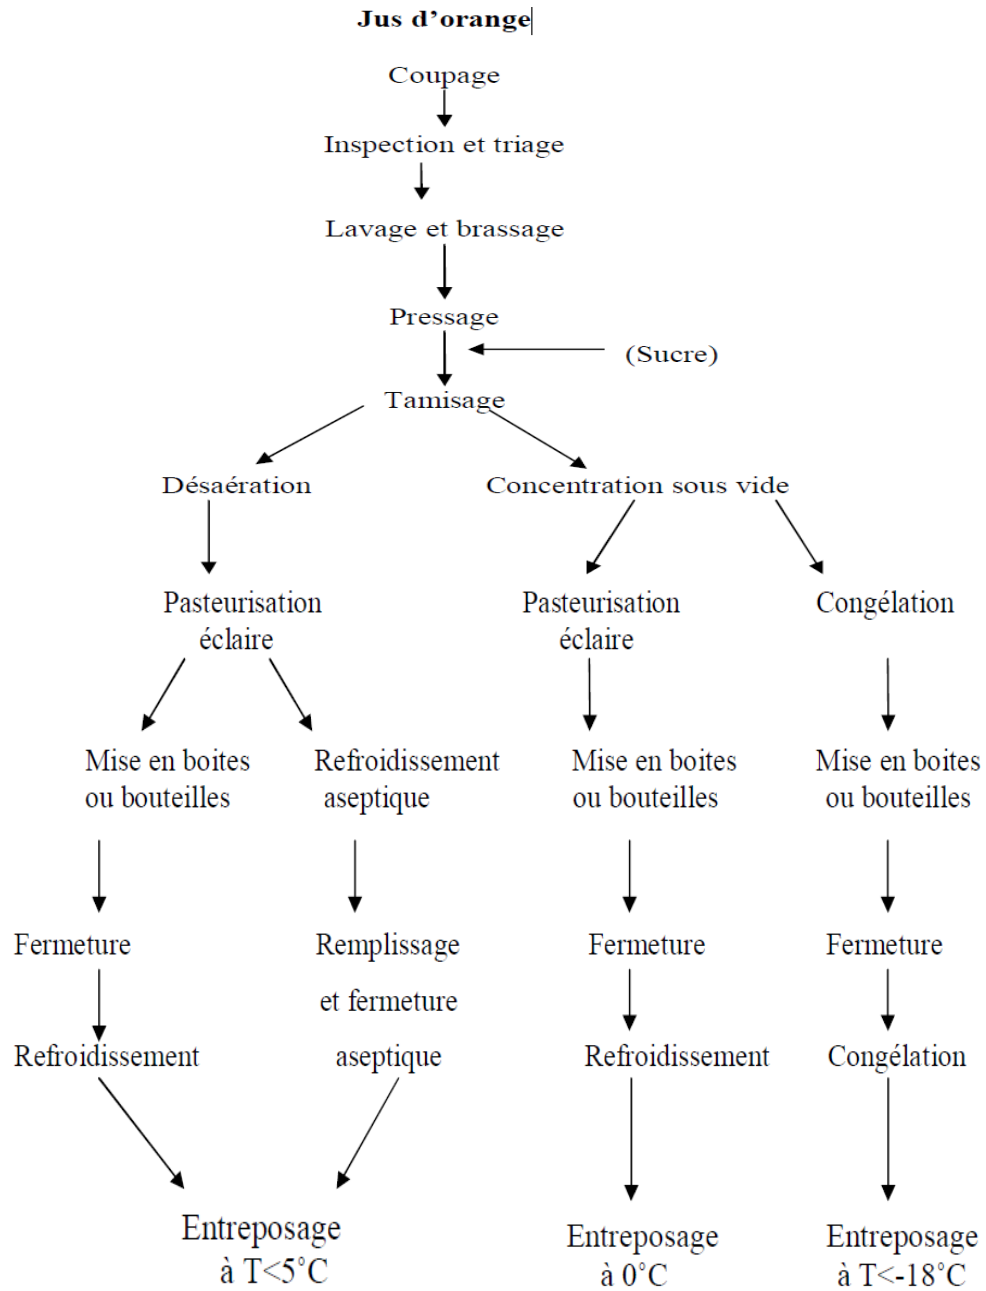 Jus d’orange
Coupage
Inspection et triage
Lavage et brassage
Pressage
(Sucre)
Tamisage
Désaération
Concentration sous vide
Pasteurisation
éclaire
Pasteurisation
éclaire
Congélation
Mise en boites
ou bouteilles
Refroidissement
aseptique
Mise en boites
ou bouteilles
Mise en boites
ou bouteilles
Fermeture
Remplissage
et fermeture
aseptique
Fermeture
Fermeture
Refroidissement
Refroidissement
Congélation
Entreposage
à T<5˚C
Entreposage
à 0˚C
Entreposage
à T<-18˚C